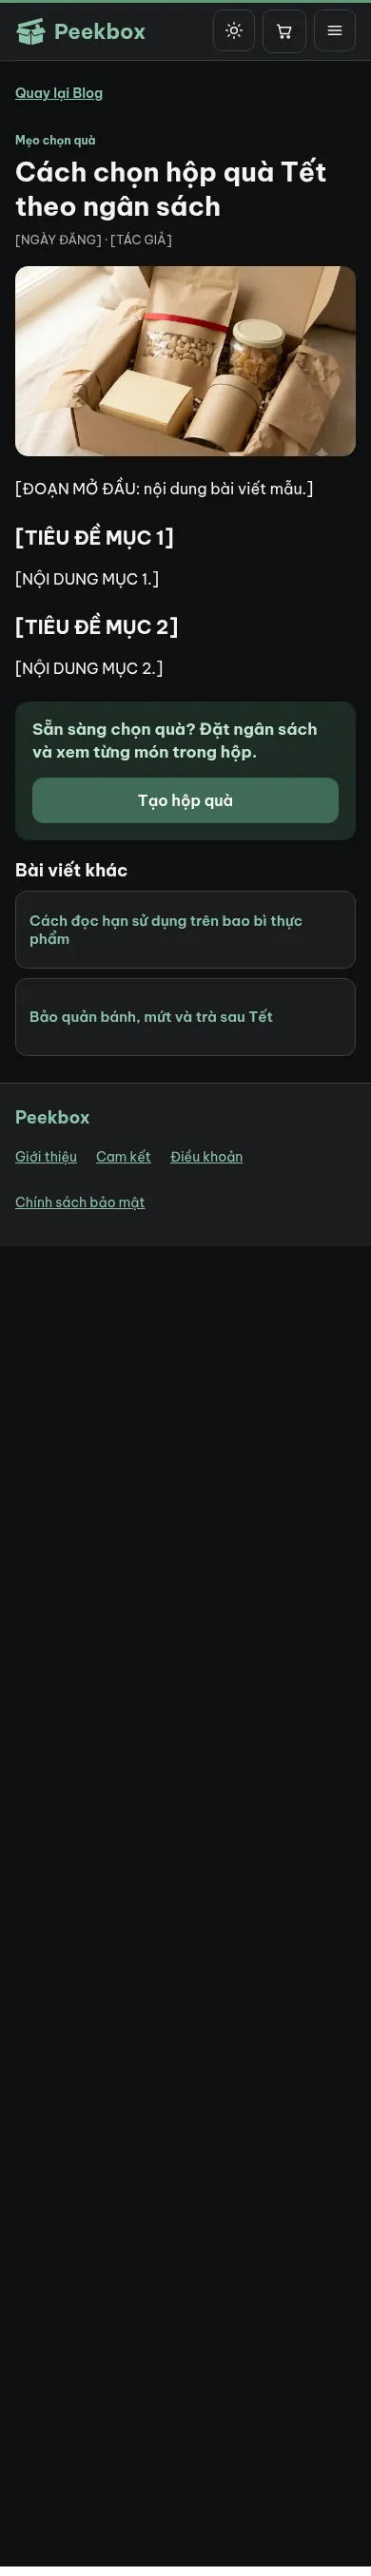 Peekbox
Quay lại Blog
Mẹo chọn quà
Cách chọn hộp quà Tết
theo ngân sách
[NGÀY ĐĂNG] · [TÁC GIẢ]
[ĐOẠN MỞ ĐẦU: nội dung bài viết mẫu.]
[TIÊU ĐỀ MỤC 1]
[NỘI DUNG MỤC 1.]
[TIÊU ĐỀ MỤC 2]
[NỘI DUNG MỤC 2.]
Sẵn sàng chọn quà? Đặt ngân sách
và xem từng món trong hộp.
Tạo hộp quà
Bài viết khác
Cách đọc hạn sử dụng trên bao bì thực
phẩm
Bảo quản bánh, mứt và trà sau Tết
Peekbox
Giới thiệu Cam kết Điều khoản
Chính sách bảo mật